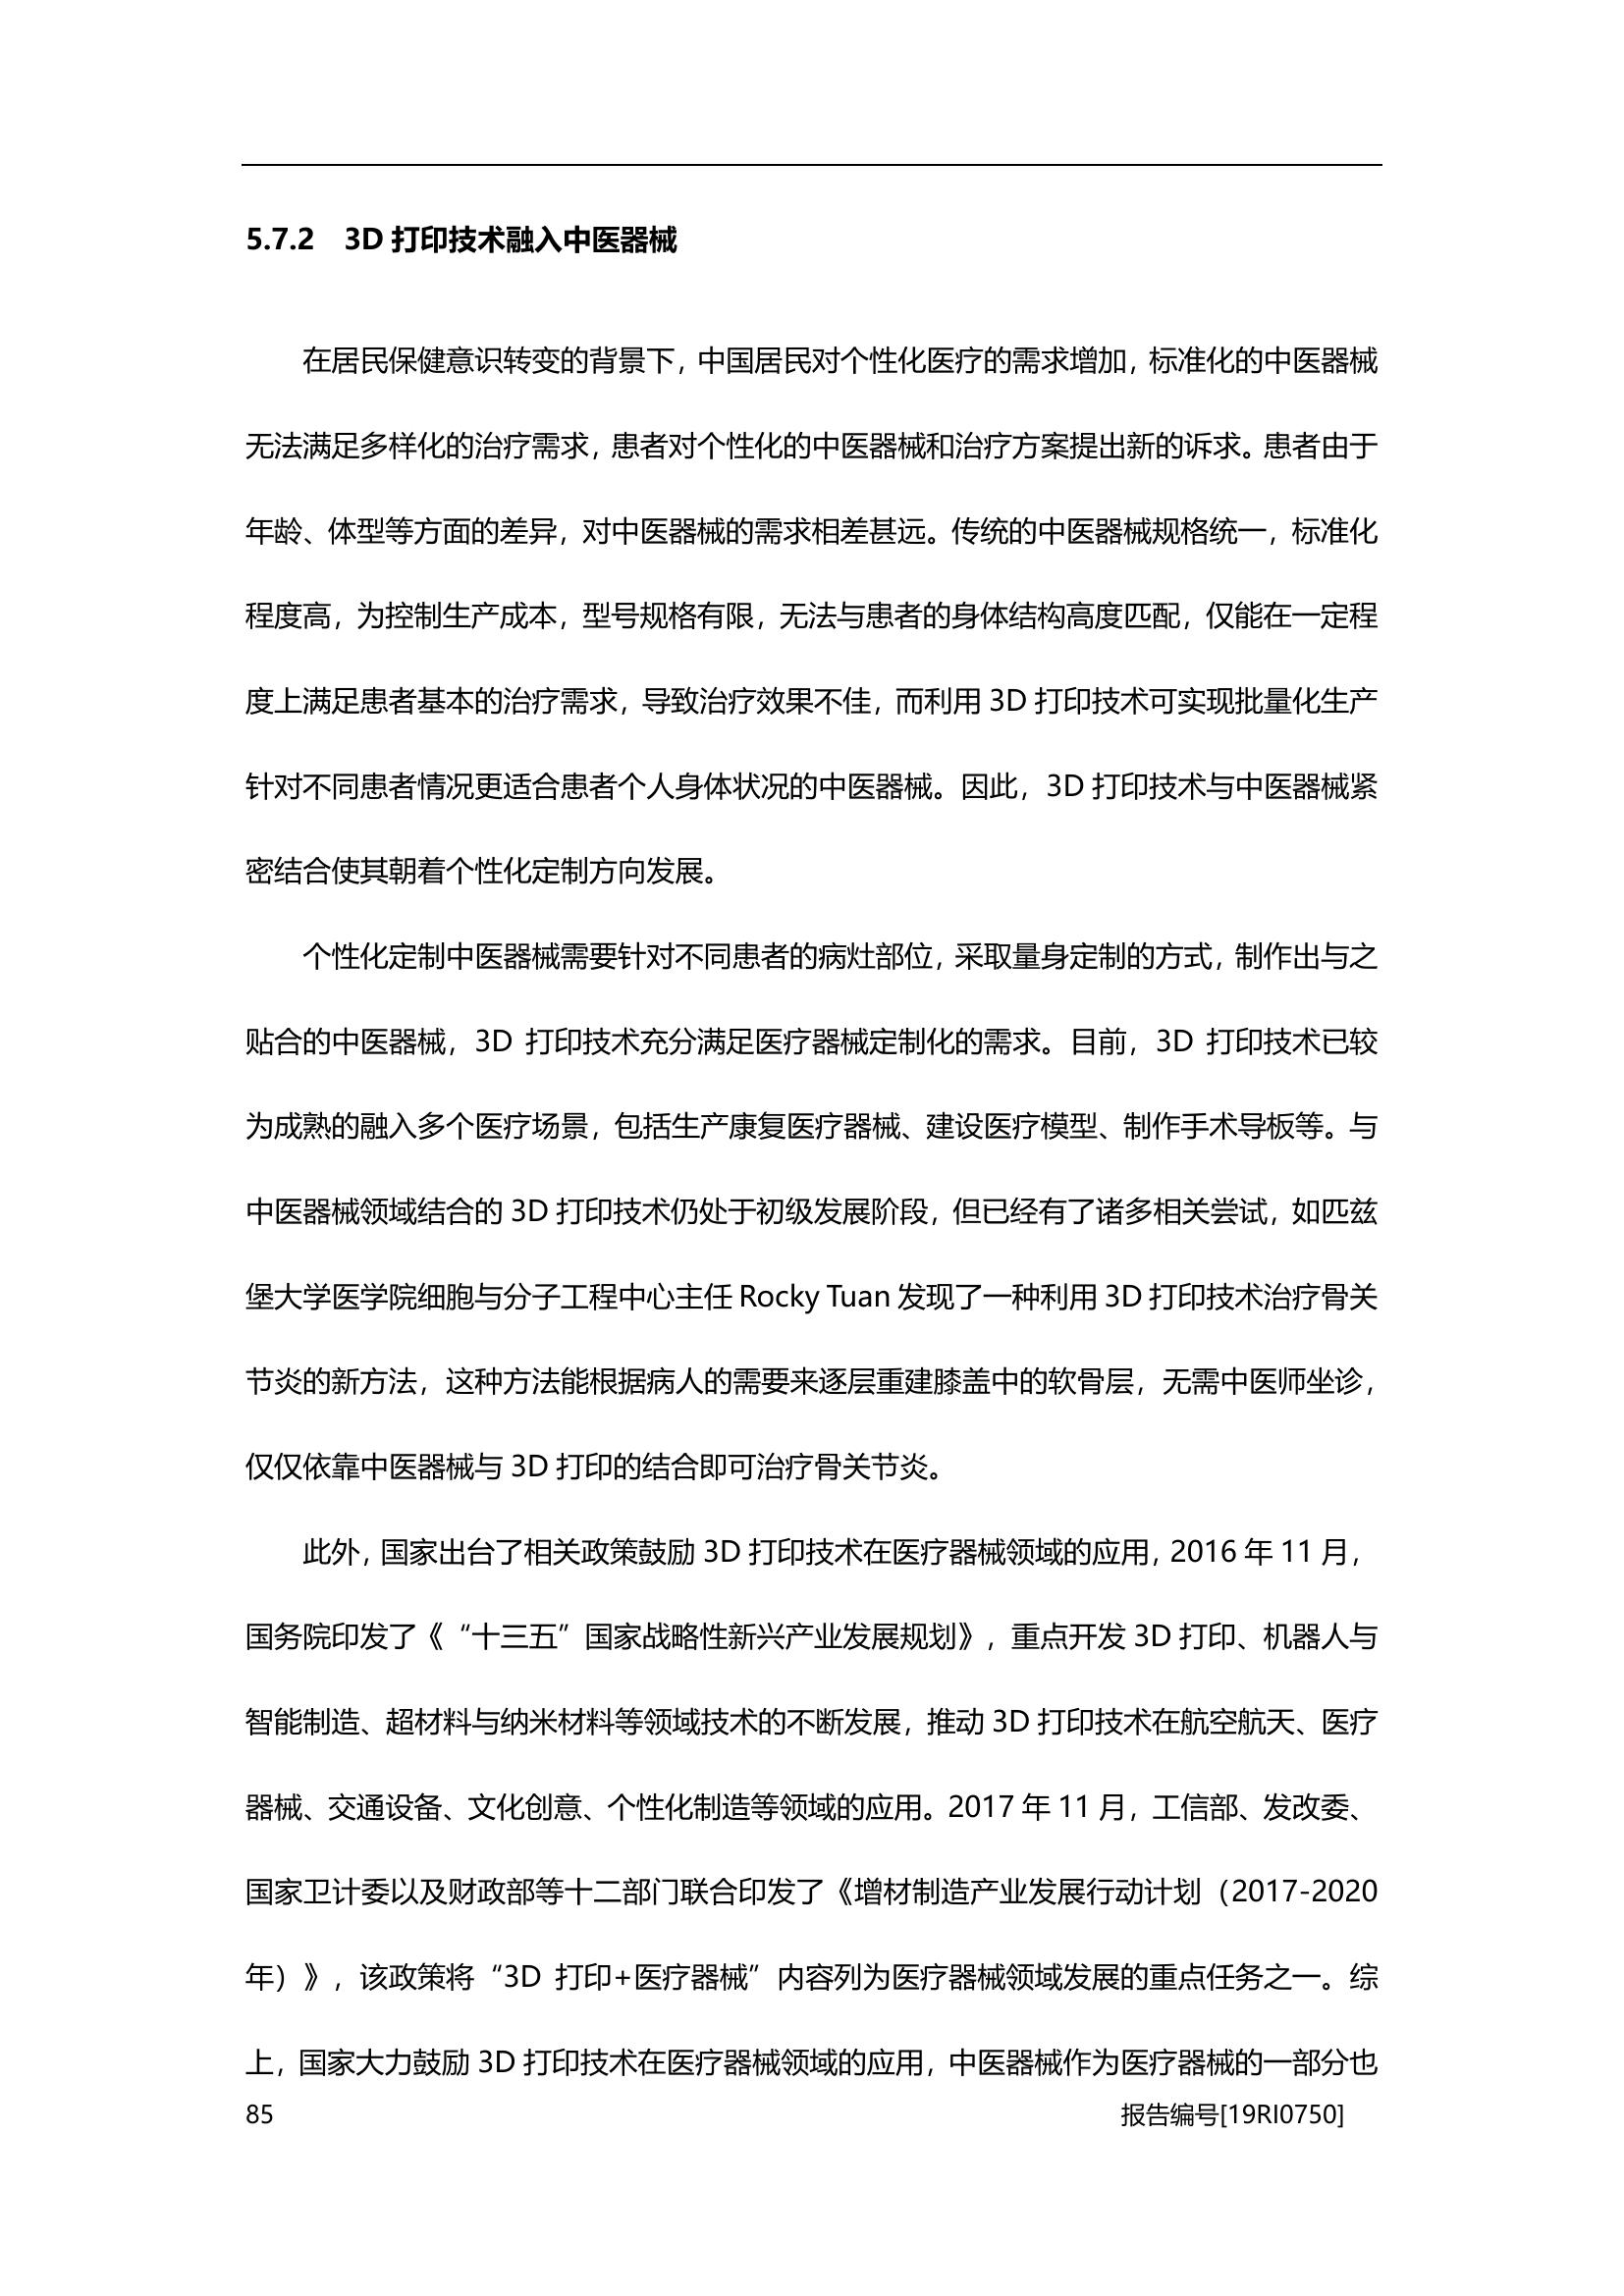 5.7.2 3D 打印技术融入中医器械
在居民保健意识转变的背景下，中国居民对个性化医疗的需求增加，标准化的中医器械
无法满足多样化的治疗需求，患者对个性化的中医器械和治疗方案提出新的诉求。患者由于
年龄、体型等方面的差异，对中医器械的需求相差甚远。传统的中医器械规格统一，标准化
程度高，为控制生产成本，型号规格有限，无法与患者的身体结构高度匹配，仅能在一定程
度上满足患者基本的治疗需求，导致治疗效果不佳，而利用 3D 打印技术可实现批量化生产
针对不同患者情况更适合患者个人身体状况的中医器械。因此，3D 打印技术与中医器械紧
密结合使其朝着个性化定制方向发展。
个性化定制中医器械需要针对不同患者的病灶部位，采取量身定制的方式，制作出与之
贴合的中医器械，3D 打印技术充分满足医疗器械定制化的需求。目前，3D 打印技术已较
为成熟的融入多个医疗场景，包括生产康复医疗器械、建设医疗模型、制作手术导板等。与
中医器械领域结合的 3D 打印技术仍处于初级发展阶段，但已经有了诸多相关尝试，如匹兹
堡大学医学院细胞与分子工程中心主任 Rocky Tuan 发现了一种利用 3D 打印技术治疗骨关
节炎的新方法，这种方法能根据病人的需要来逐层重建膝盖中的软骨层，无需中医师坐诊，
仅仅依靠中医器械与 3D 打印的结合即可治疗骨关节炎。
此外，国家出台了相关政策鼓励 3D 打印技术在医疗器械领域的应用，2016 年 11 月，
国务院印发了《“十三五”国家战略性新兴产业发展规划》，重点开发 3D 打印、机器人与
智能制造、超材料与纳米材料等领域技术的不断发展，推动 3D 打印技术在航空航天、医疗
器械、交通设备、文化创意、个性化制造等领域的应用。2017 年 11 月，工信部、发改委、
国家卫计委以及财政部等十二部门联合印发了《增材制造产业发展行动计划（2017-2020
年）》，该政策将“3D 打印+医疗器械”内容列为医疗器械领域发展的重点任务之一。综
上，国家大力鼓励 3D 打印技术在医疗器械领域的应用，中医器械作为医疗器械的一部分也
85 报告编号[19RI0750]